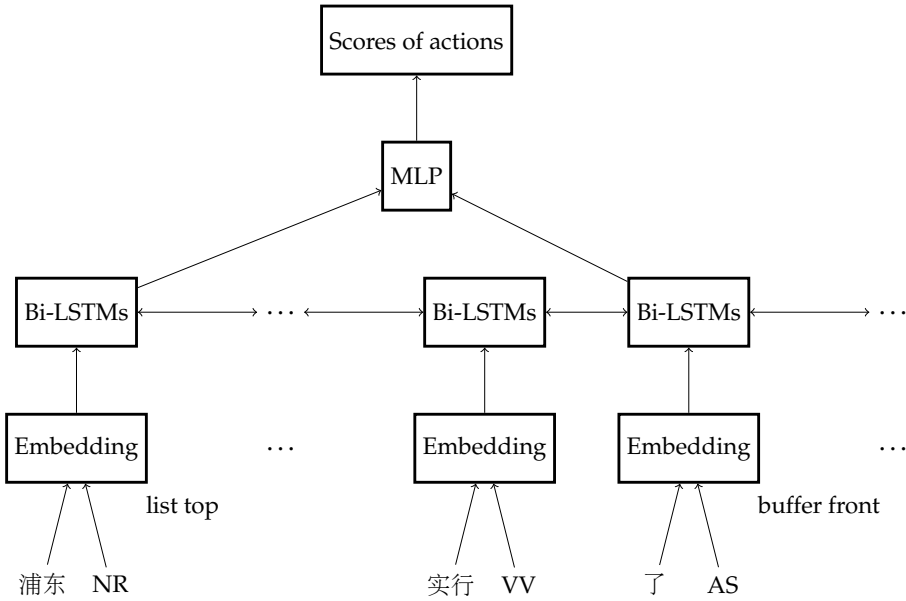 Scores of actions
MLP
Bi-LSTMs ... Bi-LSTMs Bi-LSTMs ...
Embedding ... Embedding Embedding ...
list top buffer front
浦东 NR 实行 VV 了 AS